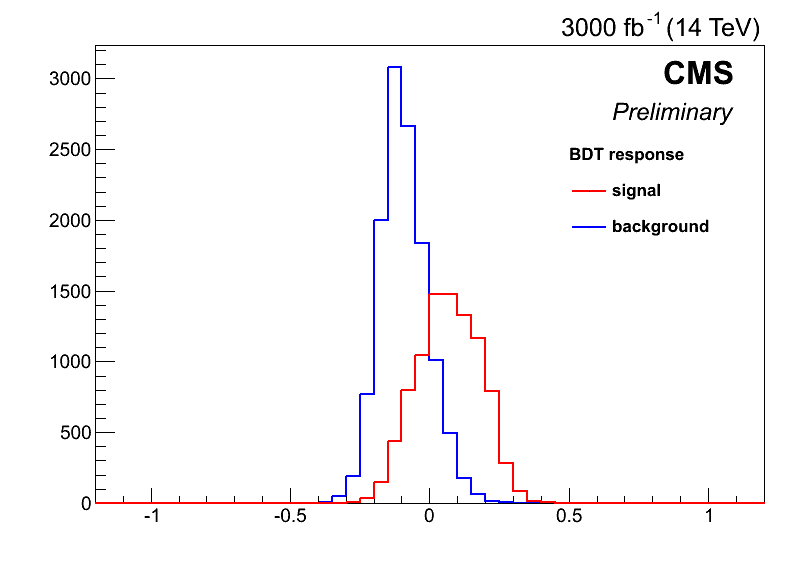 3000 fb-1 (14 TeV)
CMS
Preliminary
BDT response
signal
background
3000
2500
2000
1500
1000
500
0
-1 -0.5 0 0.5 1